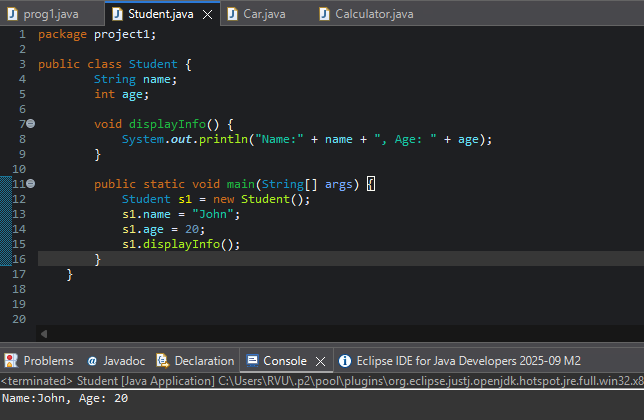 prog1.java Student.java Car.java Calculator.java
1 package project1;
2
3 public class Student {
4 String name;
5 int age;
6
7 void displayInfo() {
8 System.out.println("Name:" + name + ", Age: " + age);
9 }
10
11 public static void main(String[] args) {
12 Student s1 = new Student();
13 s1.name = "John";
14 s1.age = 20;
15 s1.displayInfo();
16 }
17 }
18
19
20
Problems Javadoc Declaration Console Eclipse IDE for Java Developers 2025-09 M2
<terminated> Student [Java Application] C:\Users\RVU\.p2\pool\plugins\org.eclipse.justj.openjdk.hotspot.jre.full.win32.x8
Name:John, Age: 20